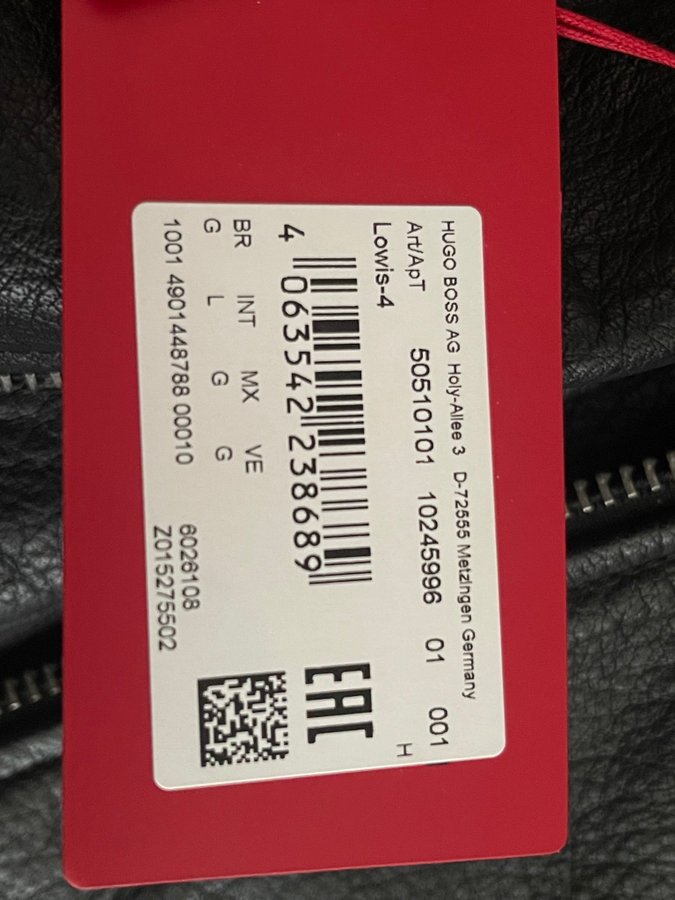 HUGO BOSS AG Holy-Allee 3 D-72555 Metzingen Germany
Art/ApT 50510101 10245996 01 001
Lowis-4 H
4 063542 238689
EAC
BR INT MX VE
G L G G
6026108
1001 4901448788 00010 Z015275502